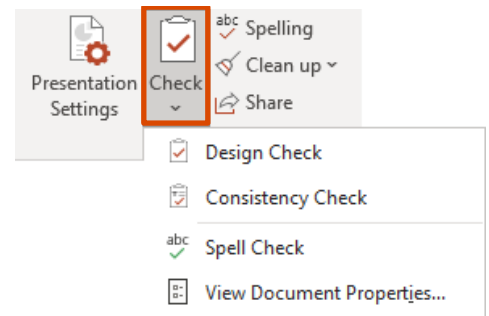 Presentation
Settings
Check
abc Spelling
Clean up
Share
Design Check
Consistency Check
abc Spell Check
View Document Properties...